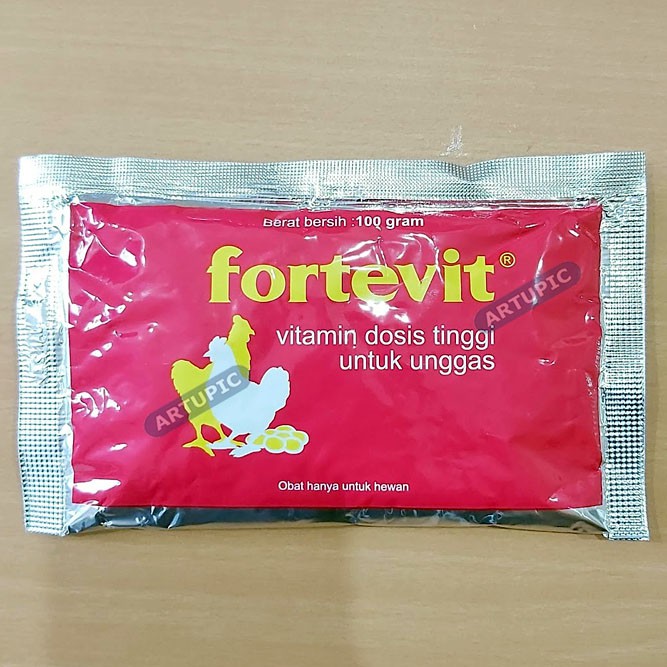 Berat bersih :100 gram
fortevit®
vitamin dosis tinggi
untuk unggas
ARTUPIC
ARTUPIC
Obat hanya untuk hewan